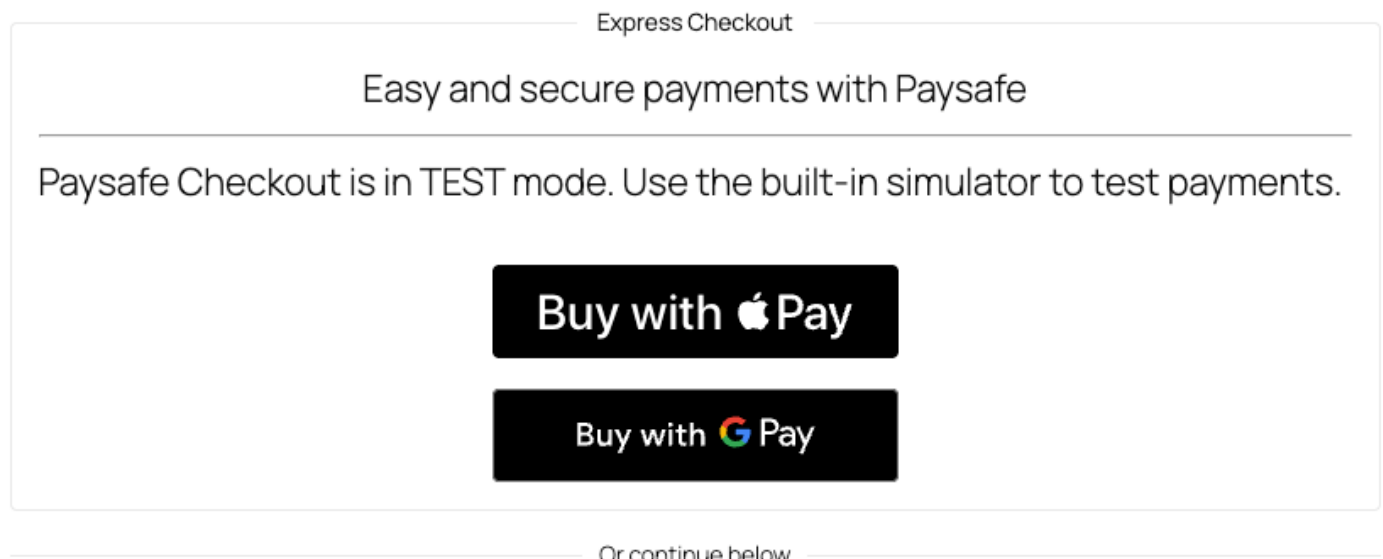 Express Checkout
Easy and secure payments with Paysafe
Paysafe Checkout is in TEST mode. Use the built-in simulator to test payments.
Buy with Pay
Buy with G Pay
Or continue below